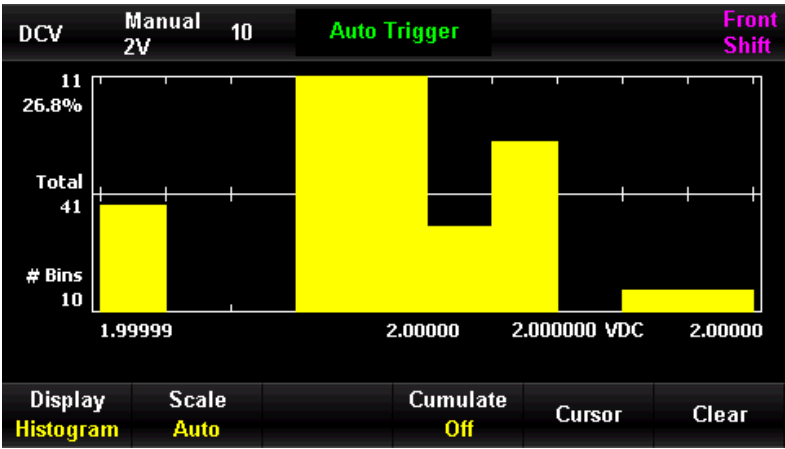 DCV Manual 10 Auto Trigger Front
2V Shift
11
26.8%
Total
41
# Bins
10
1.99999 2.00000 2.000000 VDC 2.00000
Display Scale Cumulate Cursor Clear
Histogram Auto Off